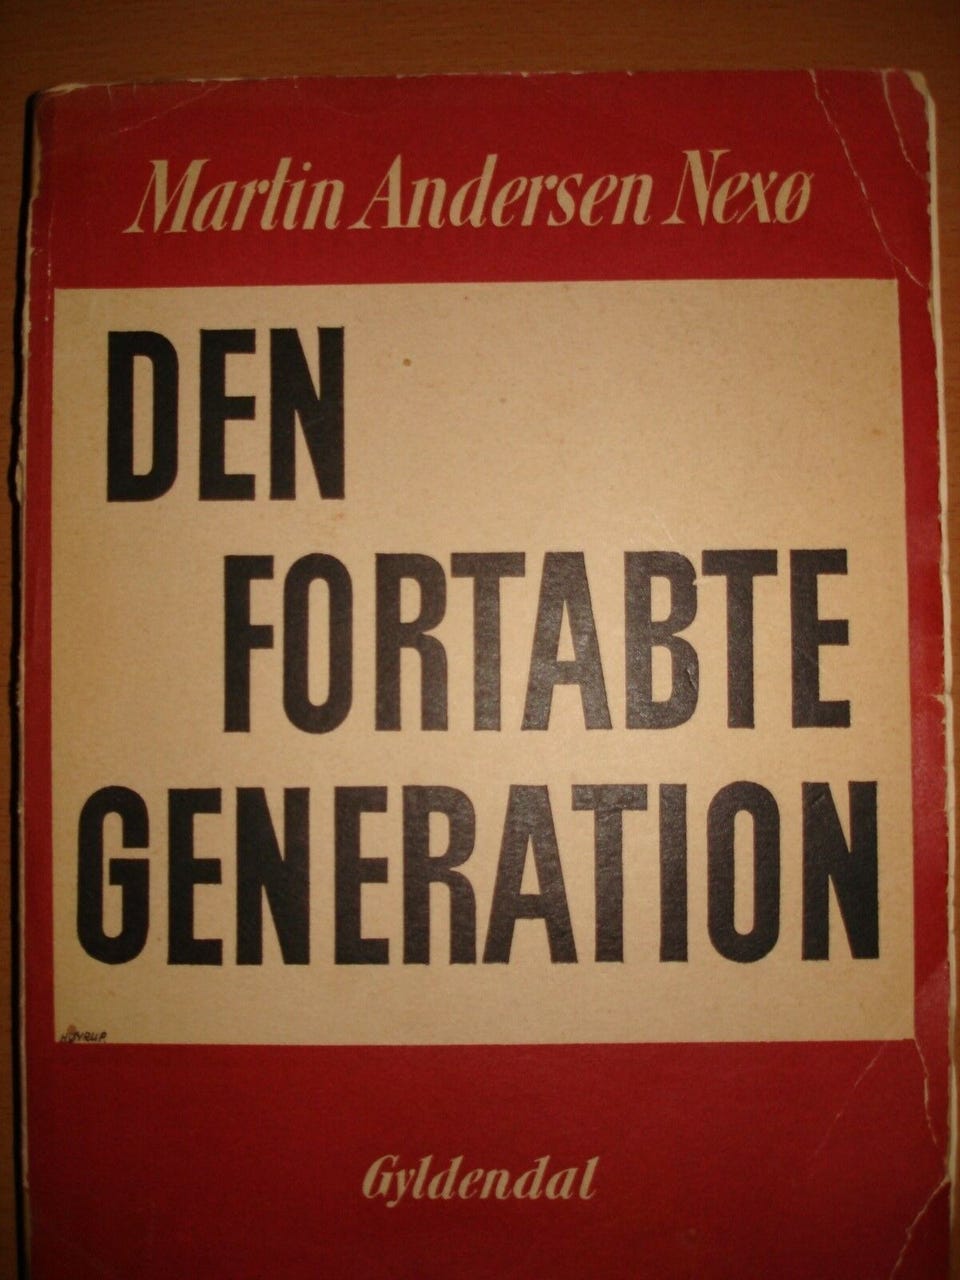 Martin Andersen Nexø
DEN
FORTABTE
GENERATION
Gyldendal